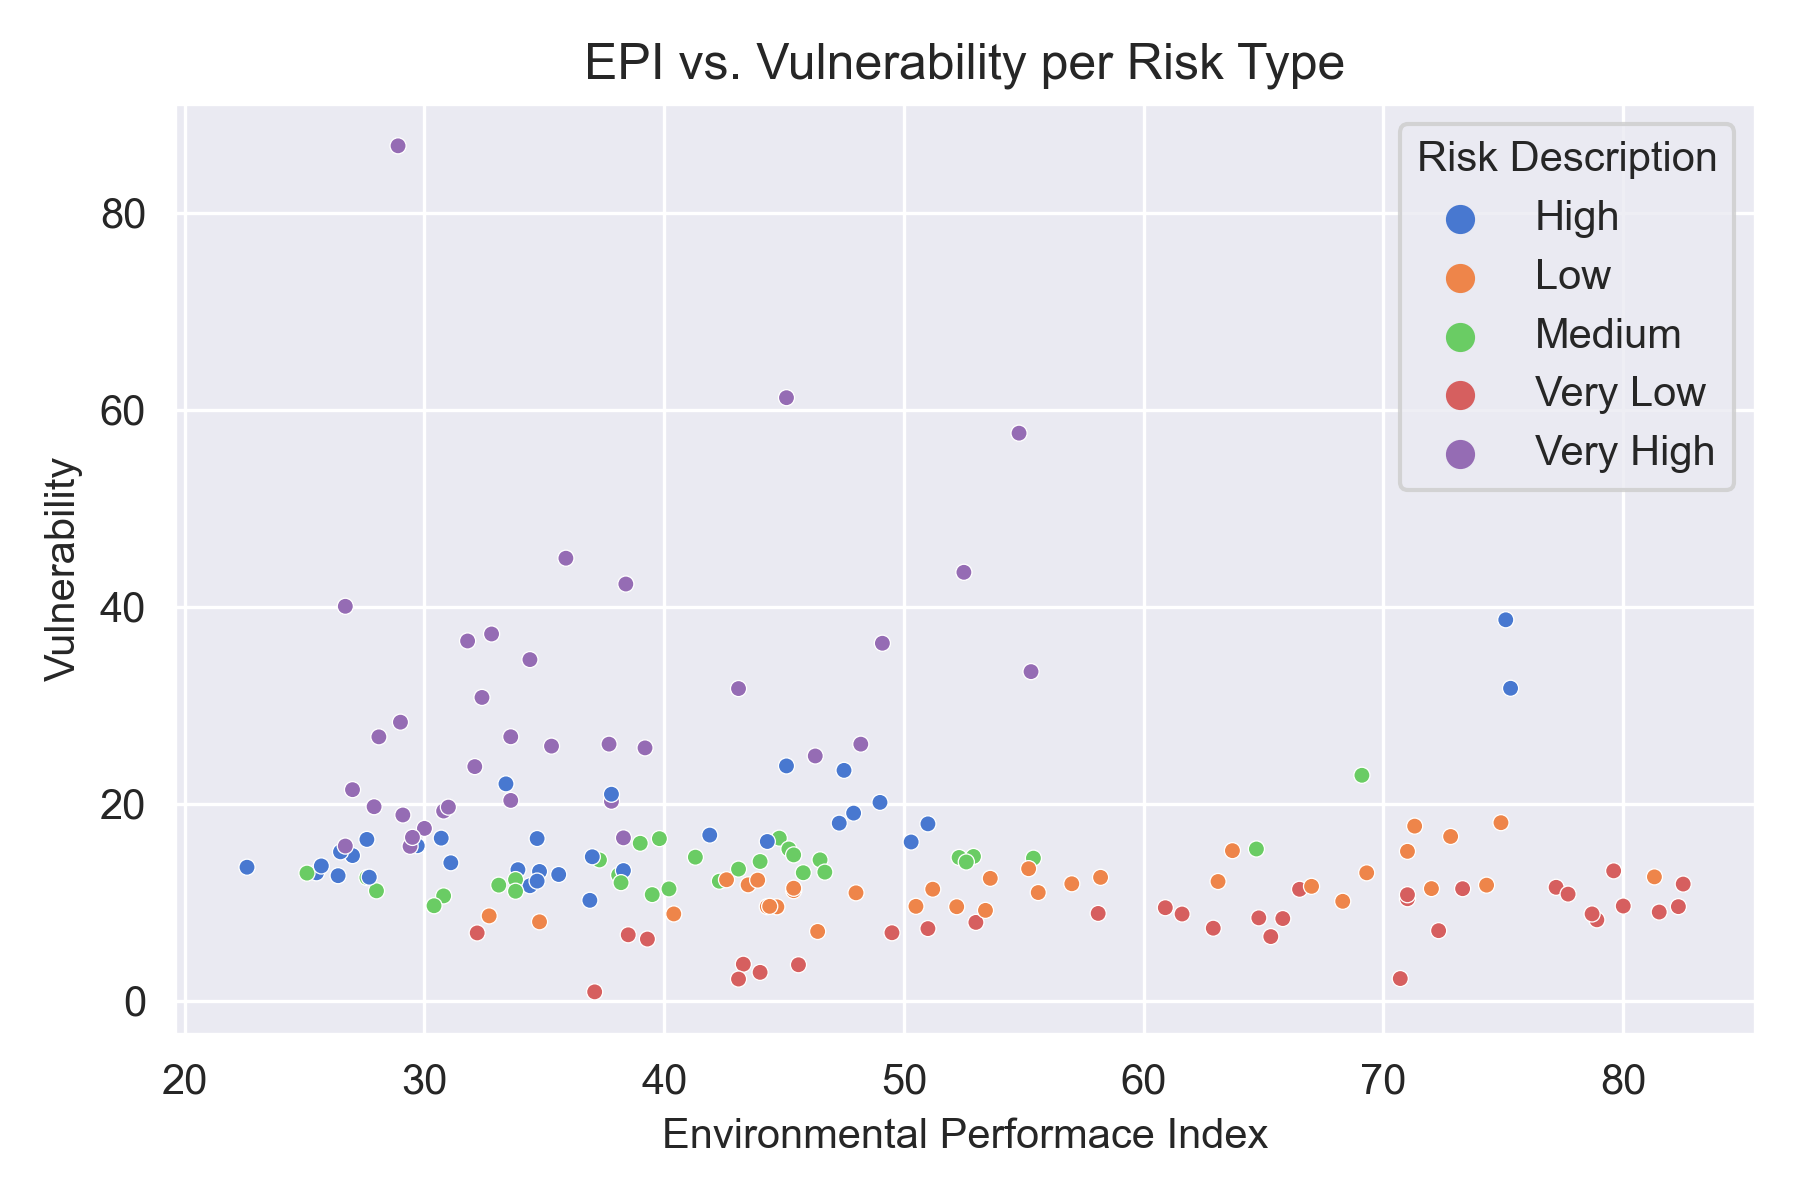 EPI vs. Vulnerability per Risk Type
Risk Description
High
Low
Medium
Very Low
Very High
Vulnerability
80
60
40
20
0
20 30 40 50 60 70 80
Environmental Performace Index